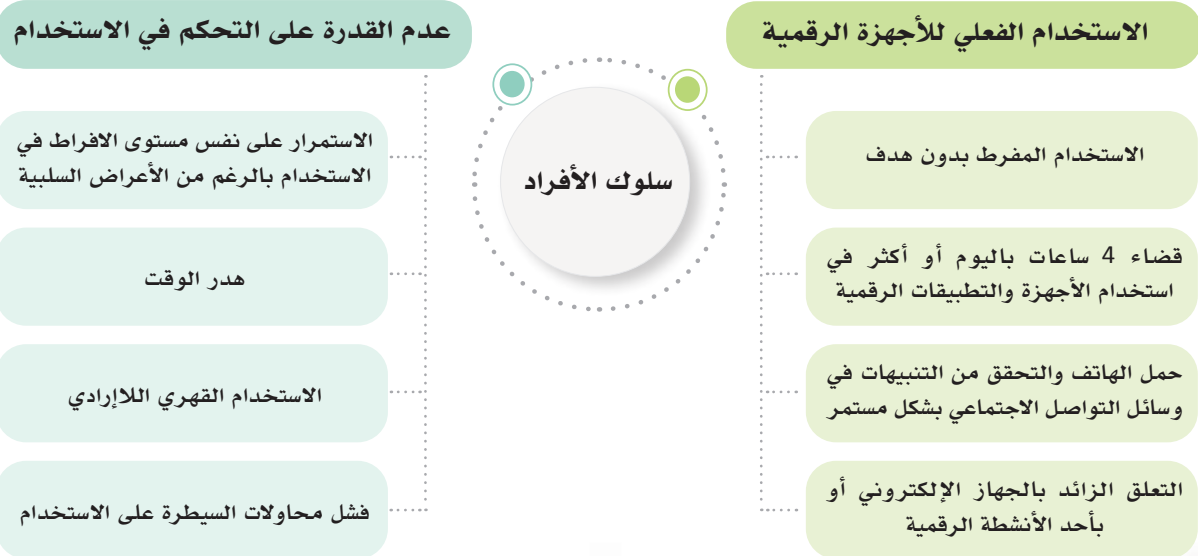 الاستخدام الفعلي للأجهزة الرقمية
الاستخدام المفرط بدون هدف
قضاء 4 ساعات باليوم أو أكثر في
استخدام الأجهزة والتطبيقات الرقمية
حمل الهاتف والتحقق من التنبيهات في
وسائل التواصل الاجتماعي بشكل مستمر
التعلق الزائد بالجهاز الإلكتروني أو
بأحد الأنشطة الرقمية
سلوك الأفراد
عدم القدرة على التحكم في الاستخدام
الاستمرار على نفس مستوى الافراط في
الاستخدام بالرغم من الأعراض السلبية
هدر الوقت
الاستخدام القهري اللاإرادي
فشل محاولات السيطرة على الاستخدام